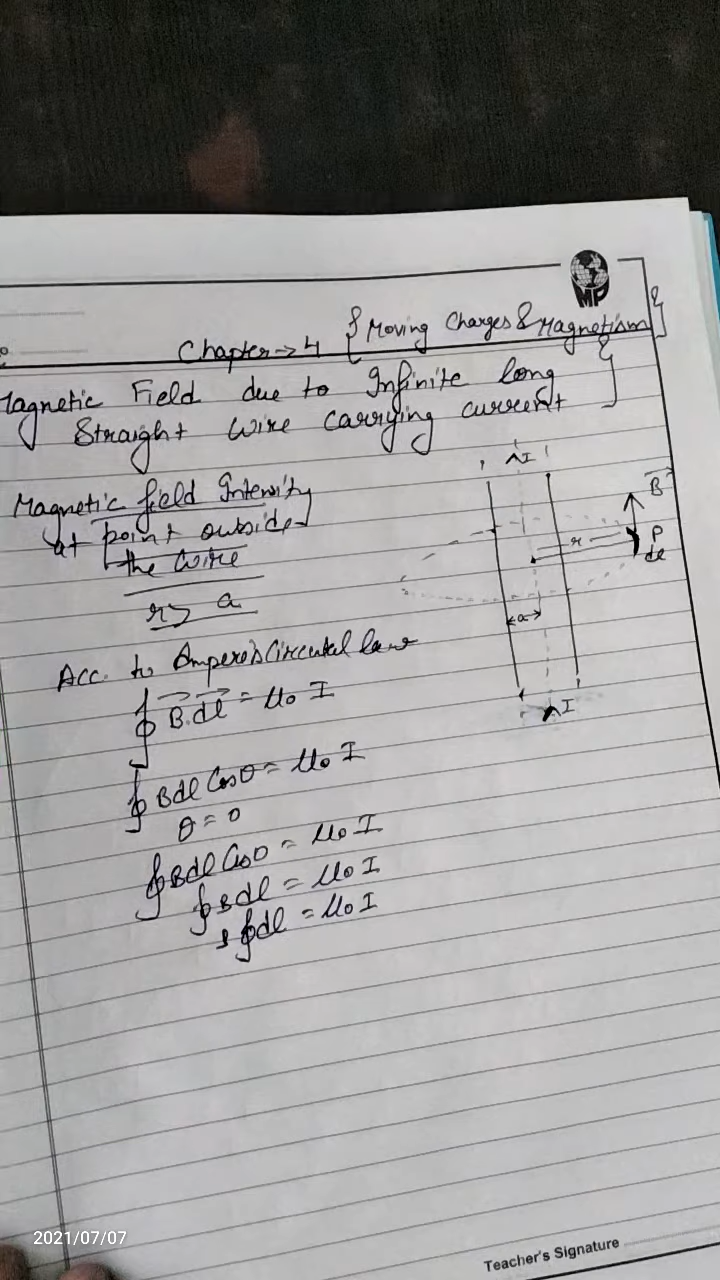 MP
Chapter → 4 { Moving Charges & Magnetism }
Magnetic Field due to Infinite long
Straight wire carrying current
Magnetic field Intensity
at point outside
the wire
r > a
Acc. to Ampere's Circuital law
∮ B⃗.dl⃗ = μ₀ I
∮ Bdl Cosθ = μ₀ I
θ = 0
∮ Bdl Cos0 = μ₀ I
∮ Bdl = μ₀ I
B ∮ dl = μ₀ I
I
B⃗
r
P
dl
a
I
2021/07/07
Teacher's Signature